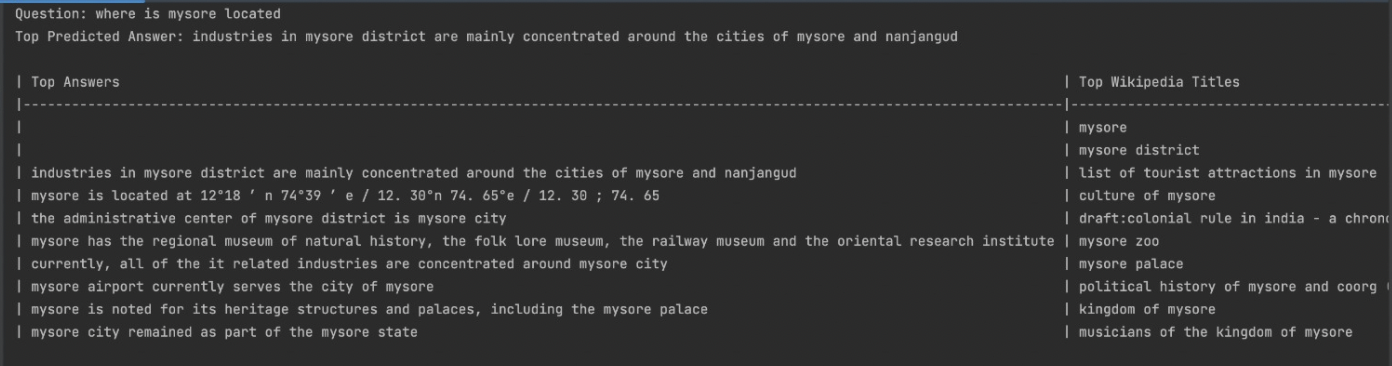 Question: where is mysore located
Top Predicted Answer: industries in mysore district are mainly concentrated around the cities of mysore and nanjangud
| Top Answers | Top Wikipedia Titles
|---------------------------------------------------------------------------------------------------------------------------------|----------------------------------------
| | mysore
| | mysore district
| industries in mysore district are mainly concentrated around the cities of mysore and nanjangud | list of tourist attractions in mysore
| mysore is located at 12°18 ′ n 74°39 ′ e / 12. 30°n 74. 65°e / 12. 30 ; 74. 65 | culture of mysore
| the administrative center of mysore district is mysore city | draft:colonial rule in india - a chron
| mysore has the regional museum of natural history, the folk lore museum, the railway museum and the oriental research institute | mysore zoo
| currently, all of the it related industries are concentrated around mysore city | mysore palace
| mysore airport currently serves the city of mysore | political history of mysore and coorg
| mysore is noted for its heritage structures and palaces, including the mysore palace | kingdom of mysore
| mysore city remained as part of the mysore state | musicians of the kingdom of mysore